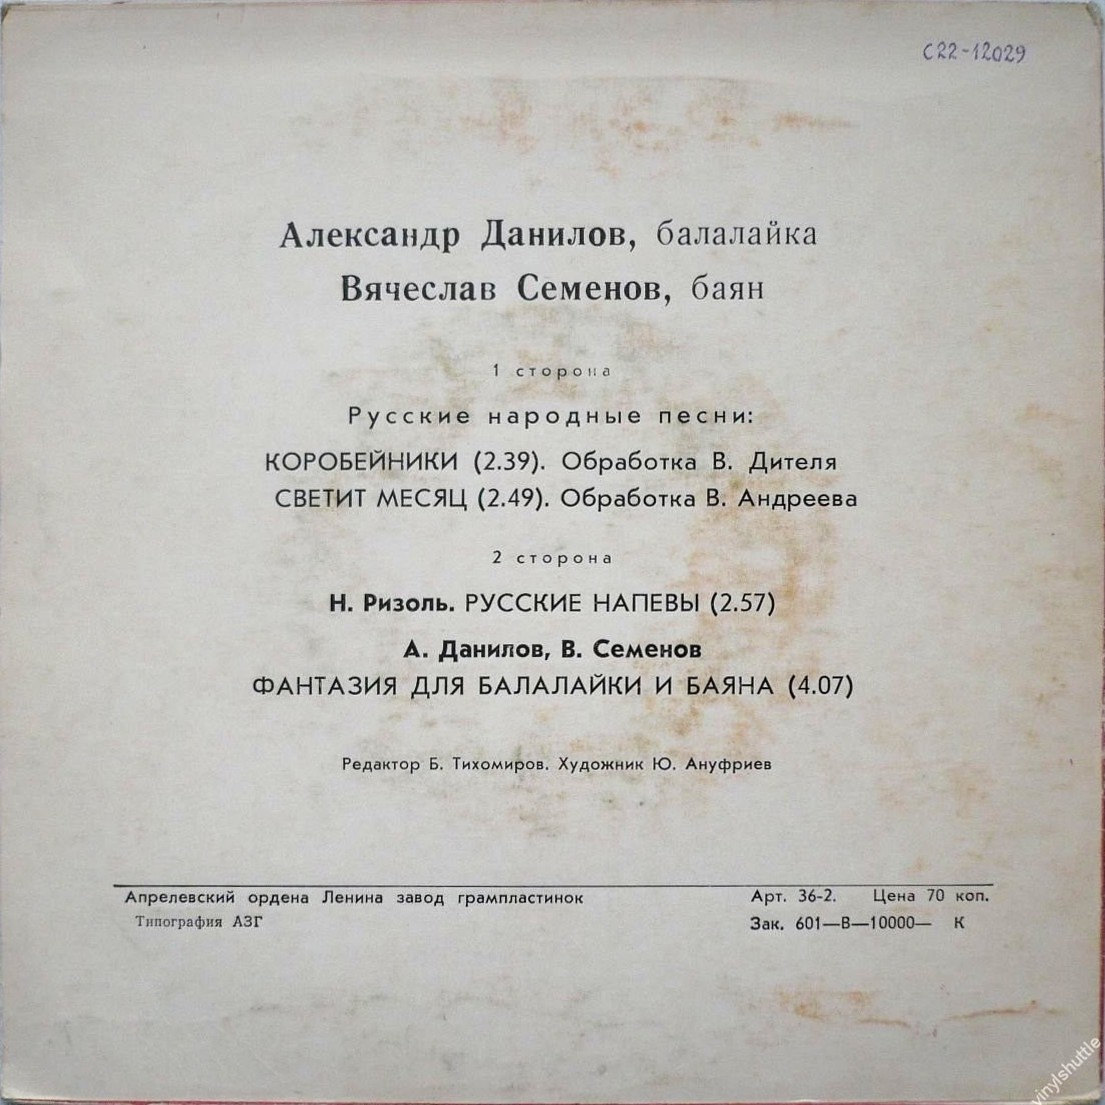 С22-12029
Александр Данилов, балалайка
Вячеслав Семенов, баян
1 сторона
Русские народные песни:
КОРОБЕЙНИКИ (2.39). Обработка В. Дителя
СВЕТИТ МЕСЯЦ (2.49). Обработка В. Андреева
2 сторона
Н. Ризоль. РУССКИЕ НАПЕВЫ (2.57)
А. Данилов, В. Семенов
ФАНТАЗИЯ ДЛЯ БАЛАЛАЙКИ И БАЯНА (4.07)
Редактор Б. Тихомиров. Художник Ю. Ануфриев
Апрелевский ордена Ленина завод грампластинок Арт. 36-2. Цена 70 коп.
Типография АЗГ Зак. 601—В—10000— К
vinylshuttle